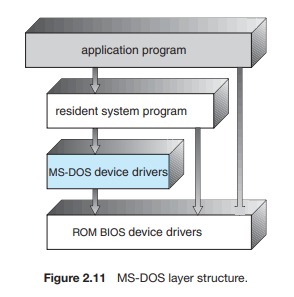 application program
resident system program
MS-DOS device drivers
ROM BIOS device drivers
Figure 2.11 MS-DOS layer structure.